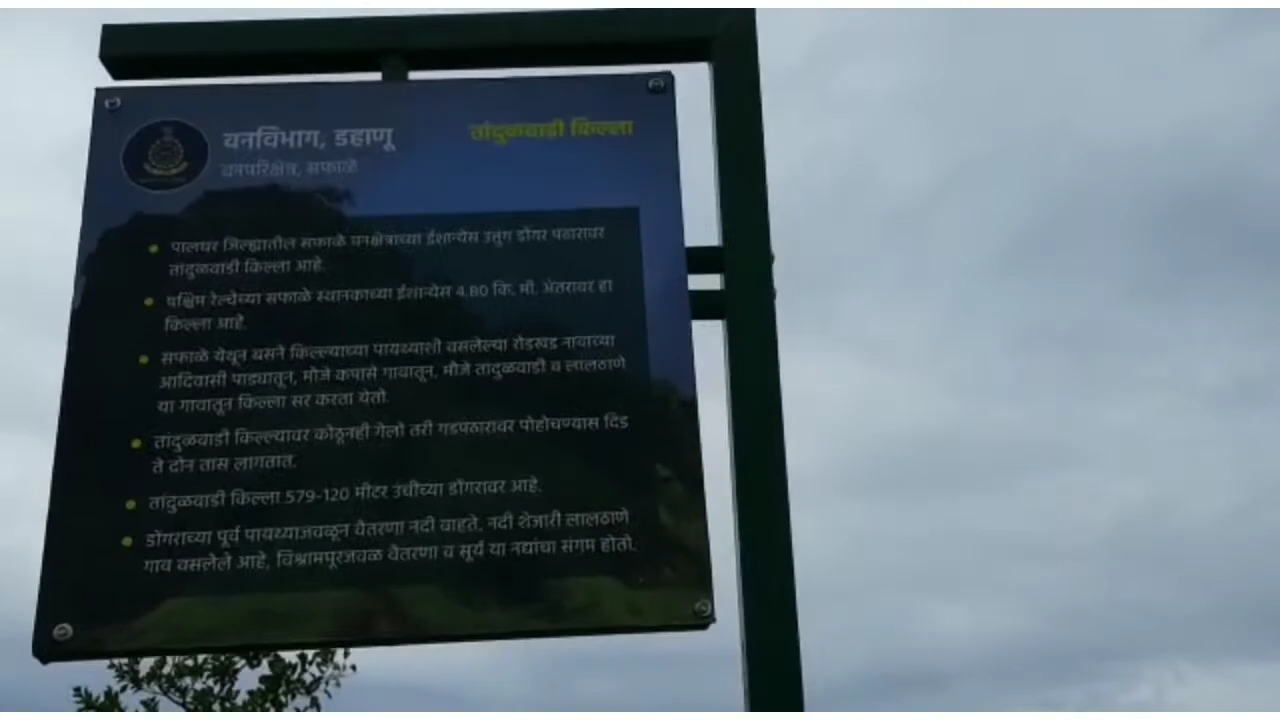 वनविभाग, डहाणू
तांदुळवाडी किल्ला
वनपरिक्षेत्र, सफाळे
पालघर जिल्ह्यातील सफाळे वनक्षेत्राच्या ईशान्येस उत्तुंग डोंगर पठारावर
तांदुळवाडी किल्ला आहे.
पश्चिम रेल्वेच्या सफाळे स्थानकाच्या ईशान्येस 4.80 कि. मी. अंतरावर हा
किल्ला आहे.
सफाळे येथून बसने किल्ल्याच्या पायथ्याशी वसलेल्या रोडखड नावाच्या
आदिवासी पाड्यातून, मौजे कपासे गावातून, मौजे तांदुळवाडी व लालठाणे
या गावातून किल्ला सर करता येतो.
तांदुळवाडी किल्ल्यावर कोठूनही गेलो तरी गडपठारावर पोहोचण्यास दिड
ते दोन तास लागतात.
तांदुळवाडी किल्ला 579-120 मीटर उंचीच्या डोंगरावर आहे.
डोंगराच्या पूर्व पायथ्याजवळून वैतरणा नदी वाहते. नदी शेजारी लालठाणे
गाव वसलेले आहे, विश्रामपूरजवळ वैतरणा व सूर्य या नद्यांचा संगम होतो.